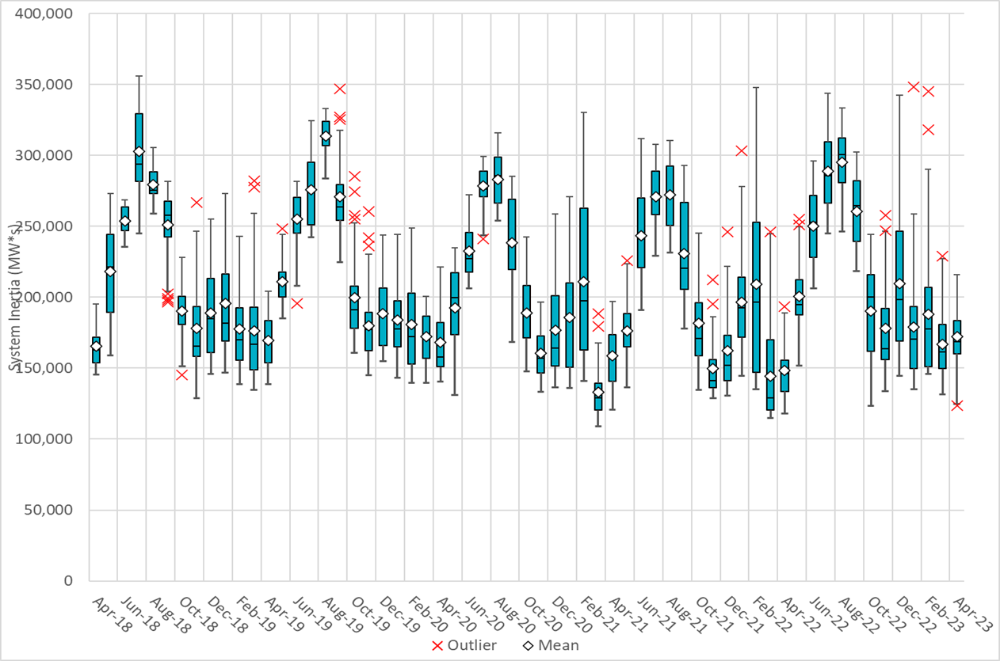 400,000
350,000
300,000
250,000
200,000
150,000
100,000
50,000
0
System Inertia (MW*s)
Apr-18
Jun-18
Aug-18
Oct-18
Dec-18
Feb-19
Apr-19
Jun-19
Aug-19
Oct-19
Dec-19
Feb-20
Apr-20
Jun-20
Aug-20
Oct-20
Dec-20
Feb-21
Apr-21
Jun-21
Aug-21
Oct-21
Dec-21
Feb-22
Apr-22
Jun-22
Aug-22
Oct-22
Dec-22
Feb-23
Apr-23
Outlier Mean